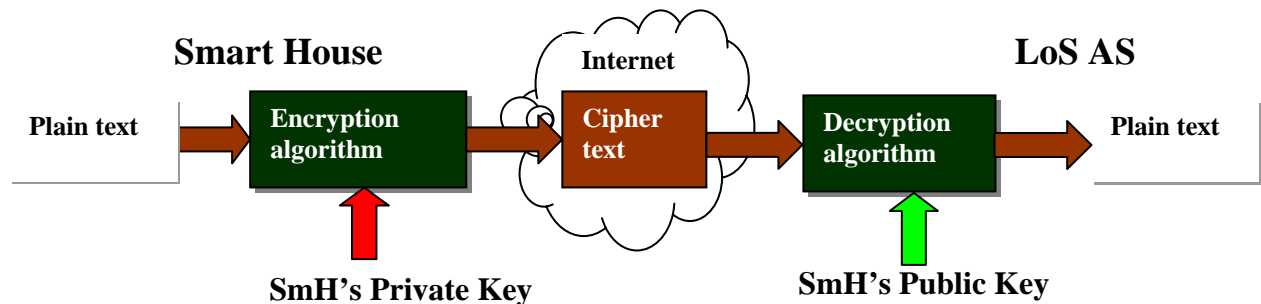 Smart House
LoS AS
Internet
Plain text
Encryption
algorithm
Cipher
text
Decryption
algorithm
Plain text
SmH's Private Key
SmH's Public Key